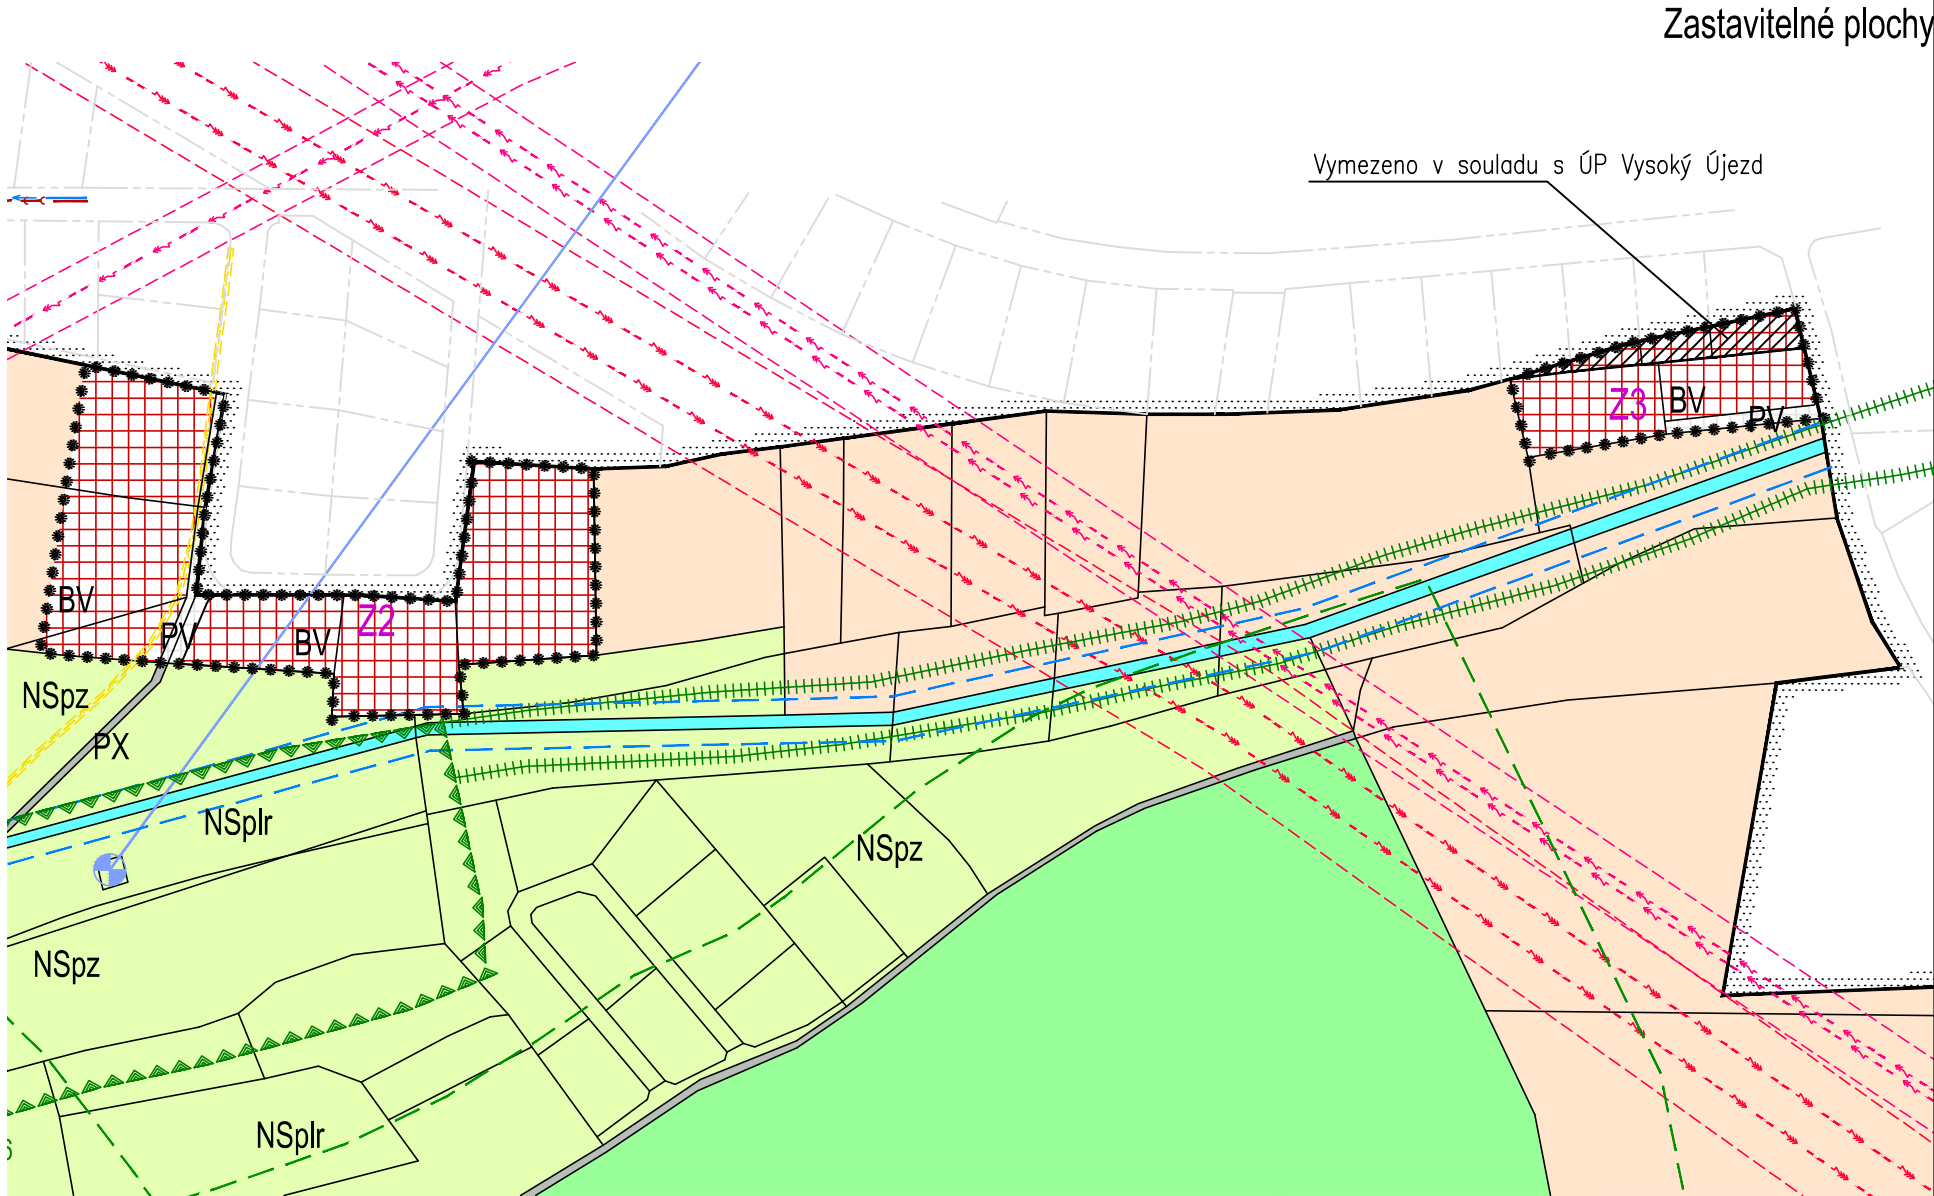 Zastavitelné plochy
Vymezeno v souladu s ÚP Vysoký Újezd
Z3
BV
PV
BV
PV
BV
Z2
NSpz
PX
NSplr
NSpz
NSpz
NSplr